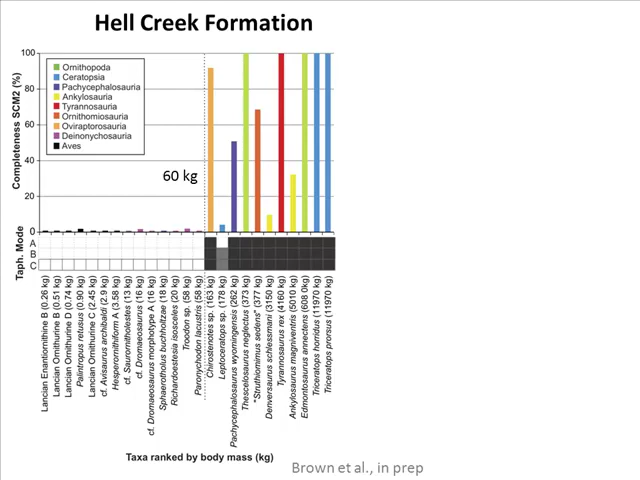 Hell Creek Formation
Completeness SCM2 (%)
100
80
60
40
20
0
Ornithopoda
Ceratopsia
Pachycephalosauria
Ankylosauria
Tyrannosauria
Ornithomiosauria
Oviraptorosauria
Deinonychosauria
Aves
60 kg
Taph. Mode
A
B
C
Lancian Enantiornithine B (0.26 kg)
Lancian Ornithurine B (0.51 kg)
Lancian Ornithurine D (0.74 kg)
Palintropus retusus (0.90 kg)
Lancian Ornithurine C (2.45 kg)
cf. Avisaurus archibaldi (2.9 kg)
Hesperornithiform A (3.58 kg)
cf. Saurornitholestes (13 kg)
cf. Dromaeosaurus (16 kg)
cf. Dromaeosaurus morphotype A (16 kg)
Sphaerotholus buchholtzae (18 kg)
Richardoestesia isosceles (20 kg)
Troodon sp. (58 kg)
Paronychodon lacustris (58 kg)
Chirostenotes sp. (163 kg)
Leptoceratops sp. (178 kg)
Pachycephalosaurus wyomingensis (262 kg)
Thescelosaurus neglectus (373 kg)
"Struthiomimus sedens" (377 kg)
Denversaurus schlessmani (3150 kg)
Tyrannosaurus rex (4160 kg)
Ankylosaurus magniventris (5010 kg)
Edmontosaurus annectens (608 0kg)
Triceratops horridus (11970 kg)
Triceratops prorsus (11970 kg)
Taxa ranked by body mass (kg)
Brown et al., in prep